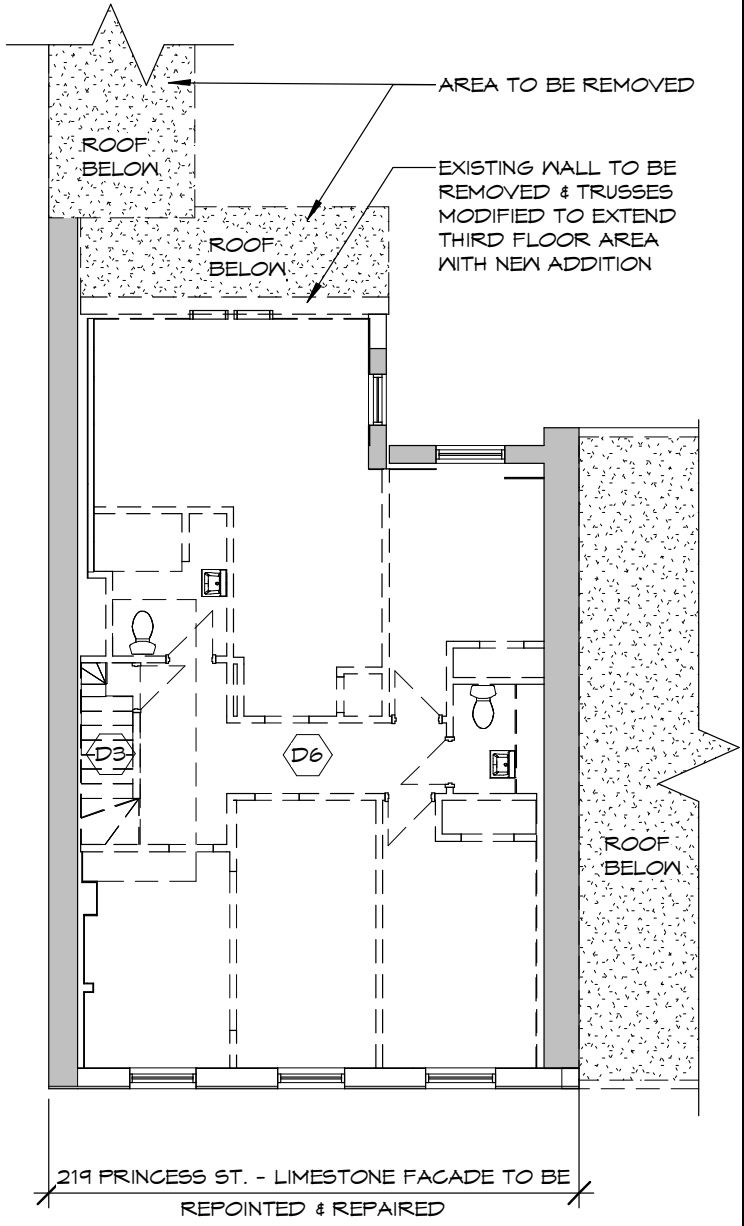 AREA TO BE REMOVED
ROOF
BELOW
EXISTING WALL TO BE
REMOVED & TRUSSES
MODIFIED TO EXTEND
THIRD FLOOR AREA
WITH NEW ADDITION
ROOF
BELOW
D3
D6
ROOF
BELOW
219 PRINCESS ST. - LIMESTONE FACADE TO BE
REPOINTED & REPAIRED